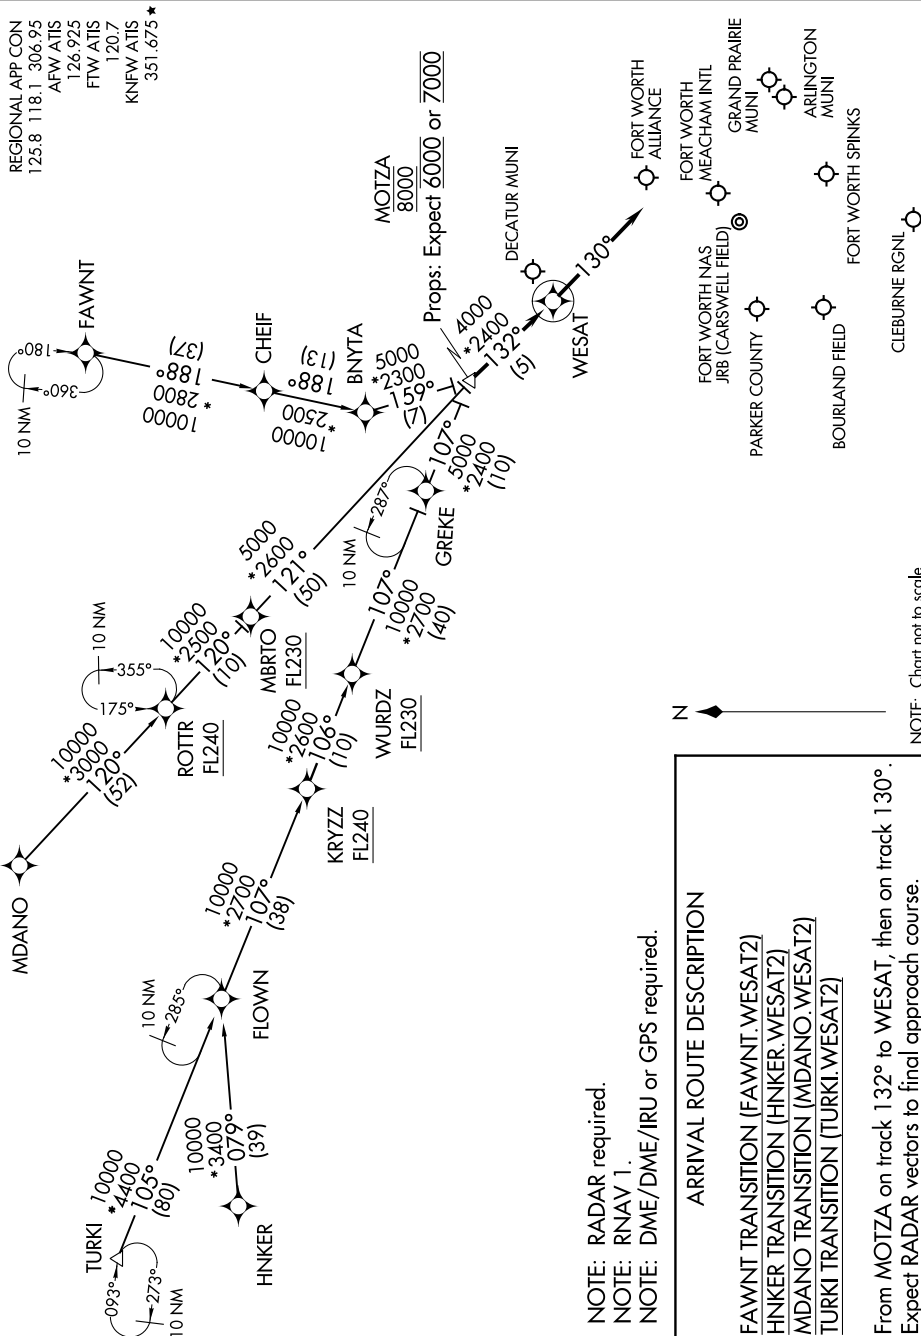 REGIONAL APP CON
125.8 118.1 306.95
AFW ATIS
126.925
FTW ATIS
120.7
KNFW ATIS
351.675★
FAWNT
10 NM
180°
360°
188°
(37)
*2800
10000
CHEIF
188°
(13)
*2500
10000
BNYTA
5000
*2300
159°
(7)
MOTZA
8000
Props: Expect 6000 or 7000
4000
*2400
132°
(5)
WESAT
130°
DECATUR MUNI
FORT WORTH
ALLIANCE
FORT WORTH
MEACHAM INTL
GRAND PRAIRIE
MUNI
ARLINGTON
MUNI
FORT WORTH NAS
JRB (CARSWELL FIELD)
FORT WORTH SPINKS
PARKER COUNTY
BOURLAND FIELD
CLEBURNE RGNL
MDANO
10000
*3000
120°
(52)
10 NM
355°
175°
ROTTR
FL240
10000
*2500
120°
(10)
MBRTO
FL230
5000
*2600
121°
(50)
10 NM
287°
GREKE
107°
5000
*2400
(10)
107°
10000
*2700
(40)
WURDZ
FL230
10000
*2600
106°
(10)
KRYZZ
FL240
10000
*2700
107°
(38)
10 NM
285°
FLOWN
TURKI
10000
*4400
105°
(80)
093°
273°
10 NM
10000
*3400
079°
(39)
HNKER
N
NOTE: Chart not to scale
NOTE: RADAR required.
NOTE: RNAV 1.
NOTE: DME/DME/IRU or GPS required.
ARRIVAL ROUTE DESCRIPTION
FAWNT TRANSITION (FAWNT.WESAT2)
HNKER TRANSITION (HNKER.WESAT2)
MDANO TRANSITION (MDANO.WESAT2)
TURKI TRANSITION (TURKI.WESAT2)
From MOTZA on track 132° to WESAT, then on track 130°.
Expect RADAR vectors to final approach course.